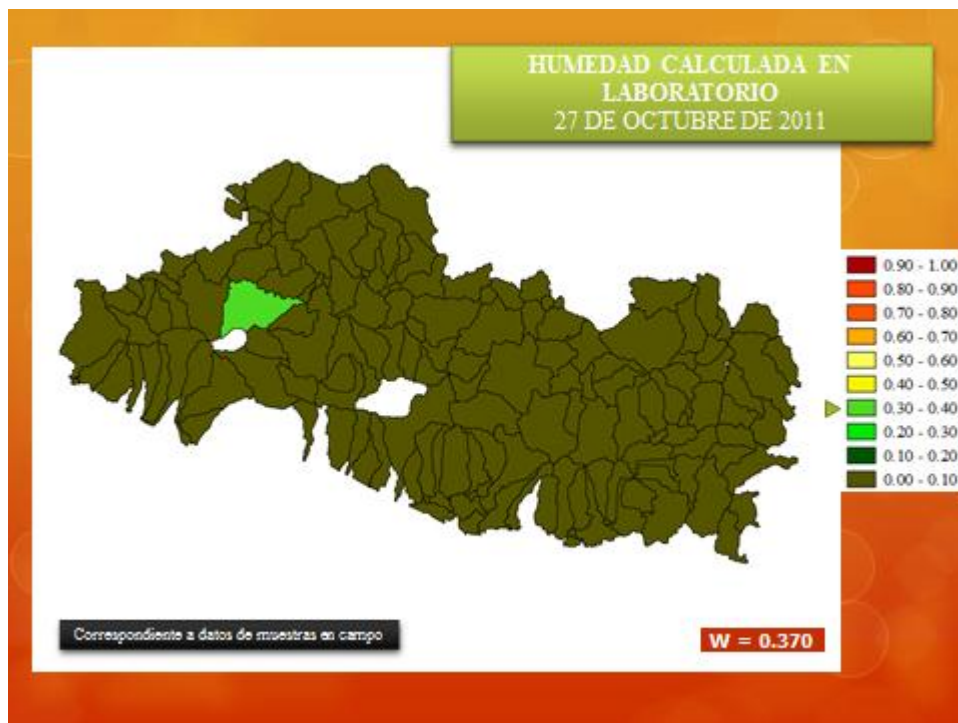 HUMEDAD CALCULADA EN
LABORATORIO
27 DE OCTUBRE DE 2011
0.90 - 1.00
0.80 - 0.90
0.70 - 0.80
0.60 - 0.70
0.50 - 0.60
0.40 - 0.50
0.30 - 0.40
0.20 - 0.30
0.10 - 0.20
0.00 - 0.10
Correspondiente a datos de muestras en campo
W = 0.370